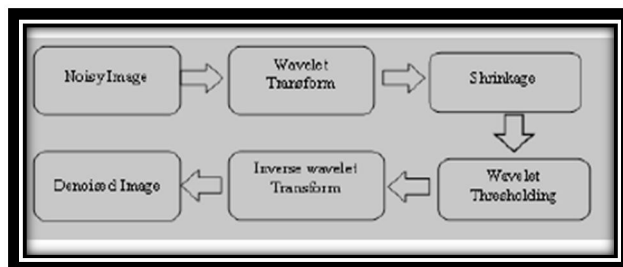 Noisy Image
Wavelet
Transform
Shrinkage
Wavelet
Thresholding
Inverse wavelet
Transform
Denoised Image